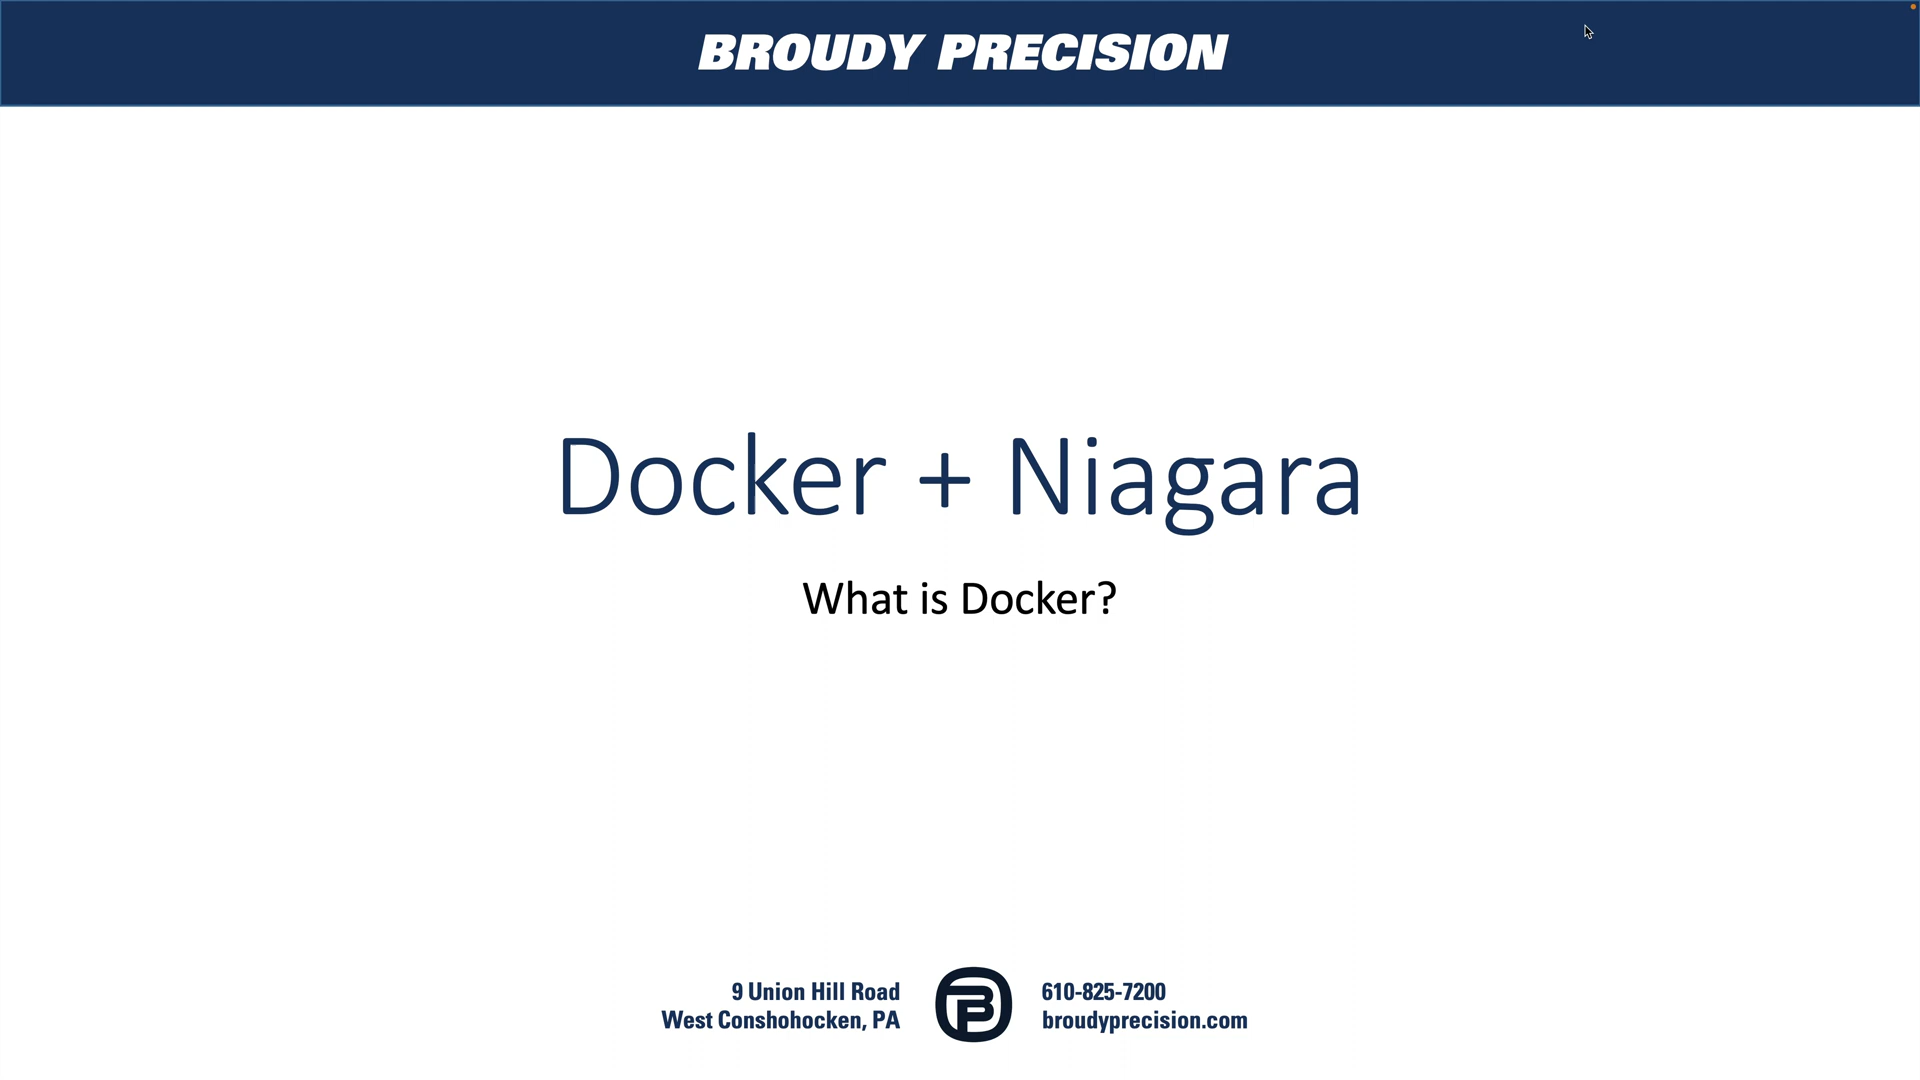 BROUDY PRECISION
Docker + Niagara
What is Docker?
9 Union Hill Road
West Conshohocken, PA
610-825-7200
broudyprecision.com